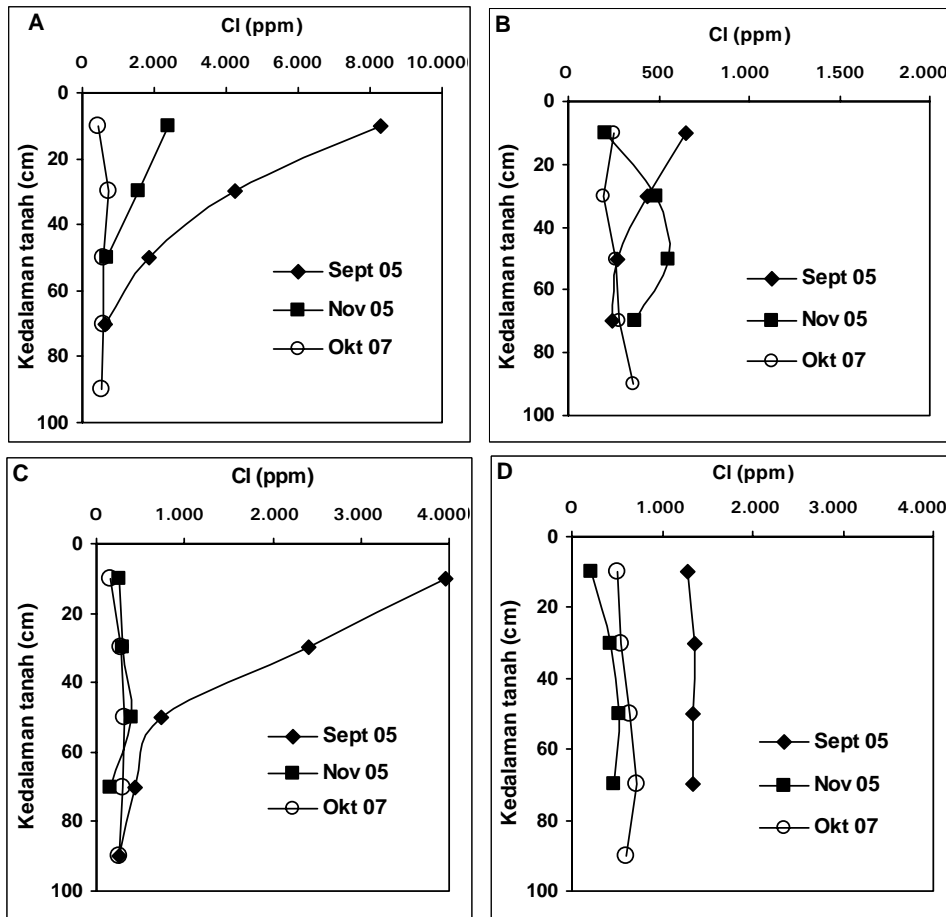 A
Cl (ppm)
0 2.000 4.000 6.000 8.000 10.000
Kedalaman tanah (cm)
0
20
40
60
80
100
Sept 05
Nov 05
Okt 07
B
Cl (ppm)
0 500 1.000 1.500 2.000
Kedalaman tanah (cm)
0
20
40
60
80
100
Sept 05
Nov 05
Okt 07
C
Cl (ppm)
0 1.000 2.000 3.000 4.000
Kedalaman tanah (cm)
0
20
40
60
80
100
Sept 05
Nov 05
Okt 07
D
Cl (ppm)
0 1.000 2.000 3.000 4.000
Kedalaman tanah (cm)
0
20
40
60
80
100
Sept 05
Nov 05
Okt 07